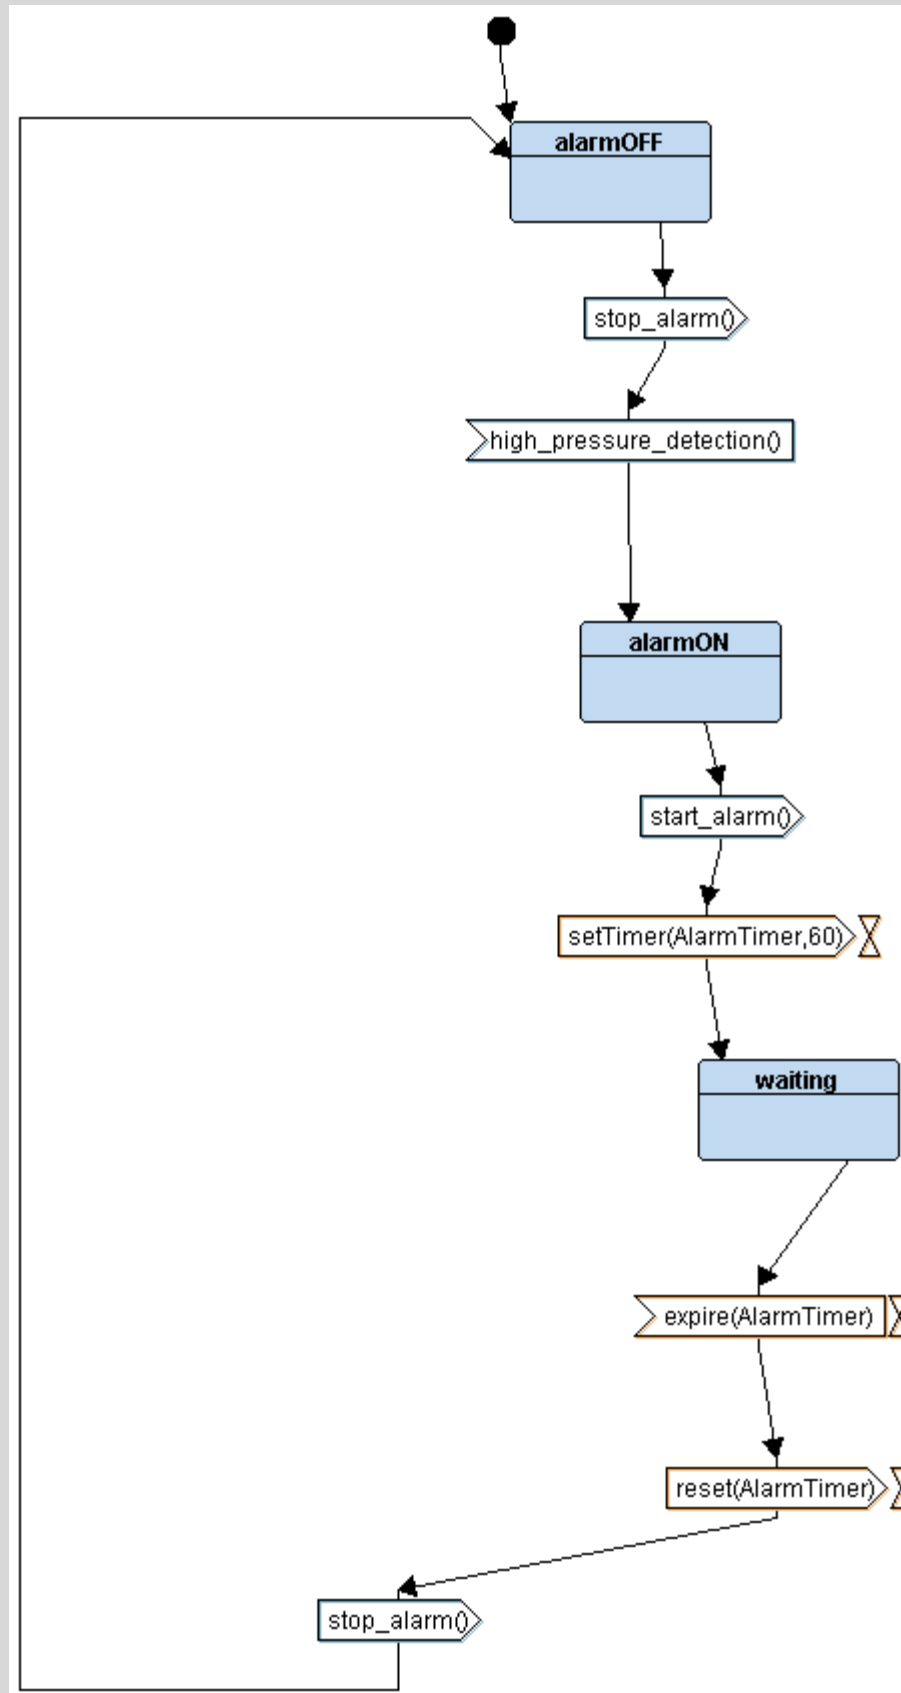 alarmOFF
stop_alarm()
high_pressure_detection()
alarmON
start_alarm()
setTimer(AlarmTimer,60)
waiting
expire(AlarmTimer)
reset(AlarmTimer)
stop_alarm()